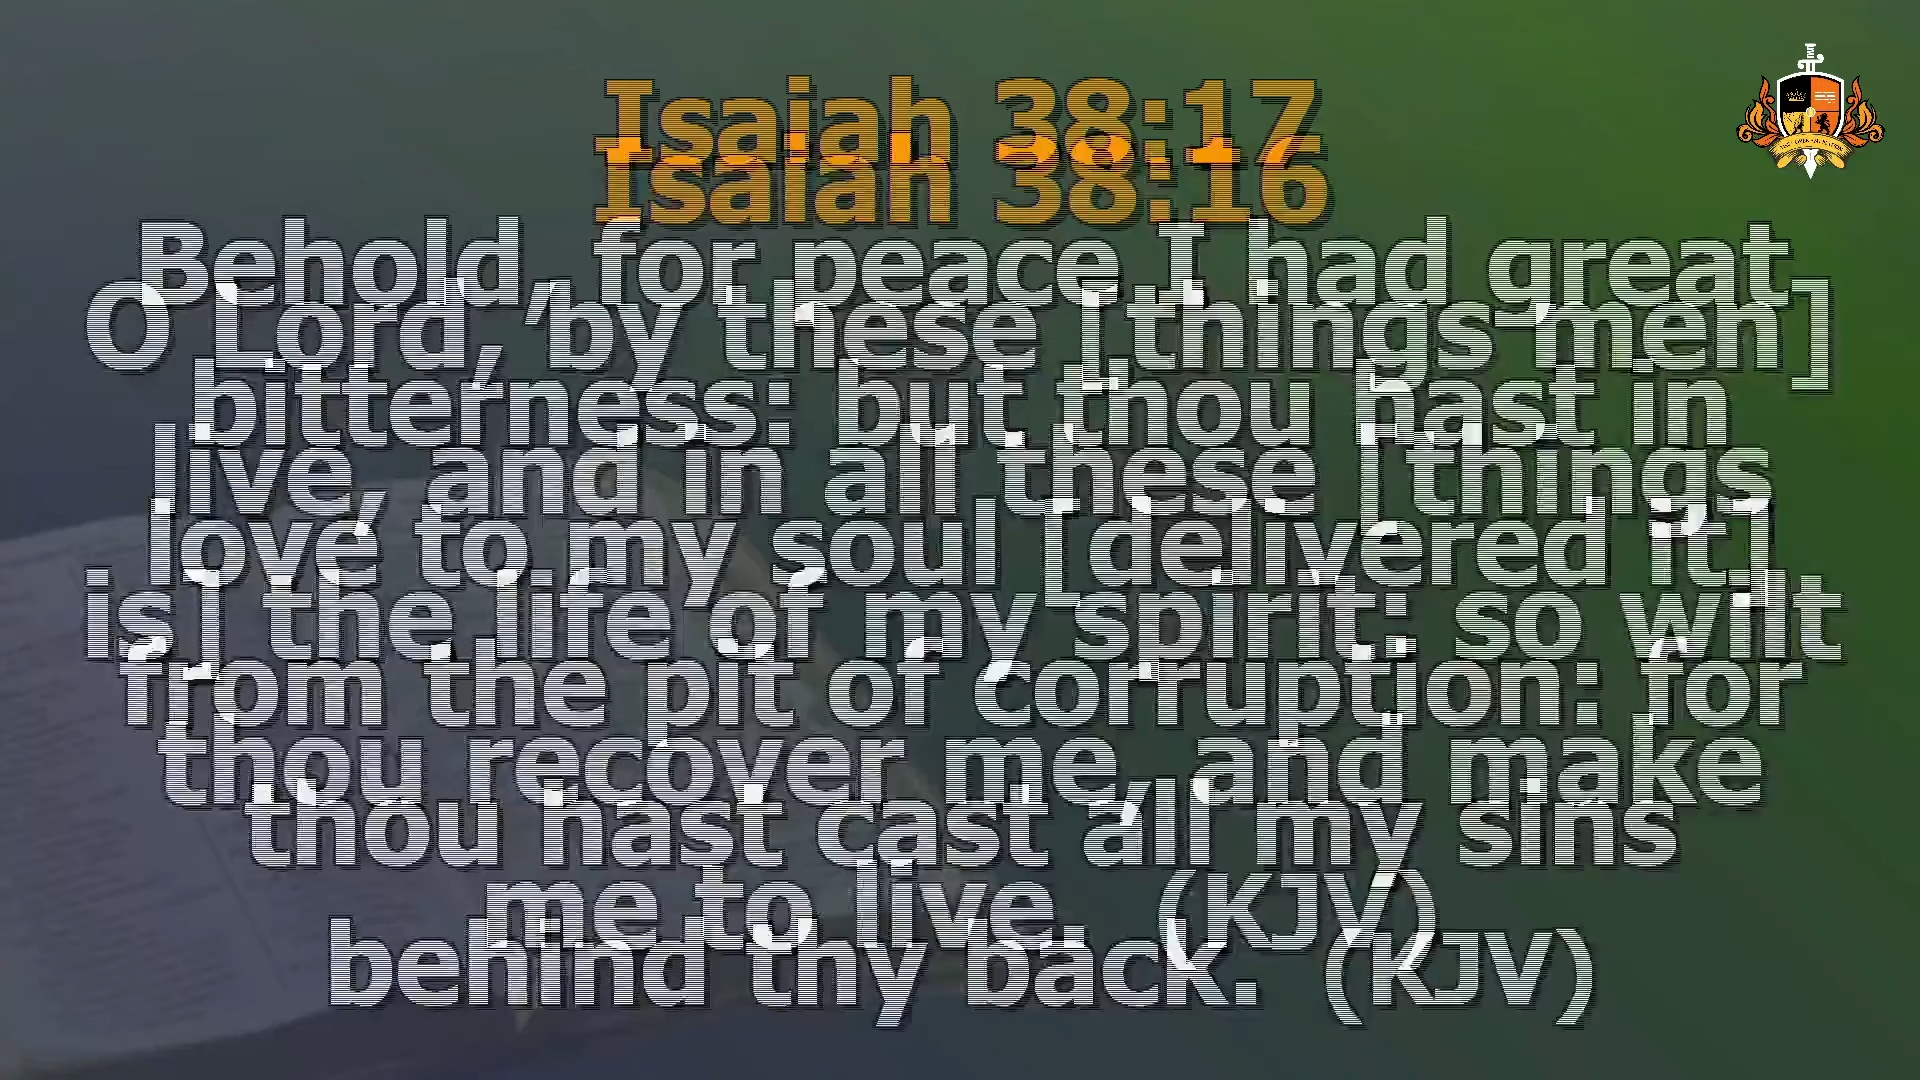 Isaiah 38:17
Behold, for peace I had great
bitterness: but thou hast in
love to my soul [delivered it]
from the pit of corruption: for
thou hast cast all my sins
behind thy back. (KJV)
Isaiah 38:16
O Lord, by these [things men]
live, and in all these [things
is] the life of my spirit: so wilt
thou recover me, and make
me to live. (KJV)